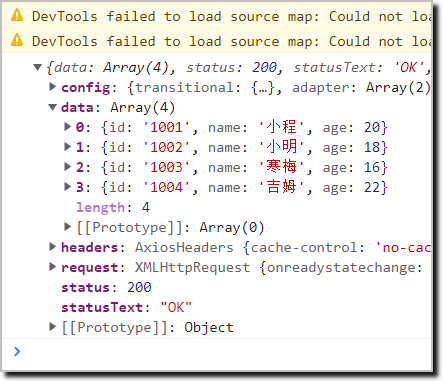 DevTools failed to load source map: Could not loa
DevTools failed to load source map: Could not loa
{data: Array(4), status: 200, statusText: 'OK',
config: {transitional: {…}, adapter: Array(2)
data: Array(4)
0: {id: '1001', name: '小程', age: 20}
1: {id: '1002', name: '小明', age: 18}
2: {id: '1003', name: '寒梅', age: 16}
3: {id: '1004', name: '吉姆', age: 22}
length: 4
[[Prototype]]: Array(0)
headers: AxiosHeaders {cache-control: 'no-cac
request: XMLHttpRequest {onreadystatechange:
status: 200
statusText: "OK"
[[Prototype]]: Object